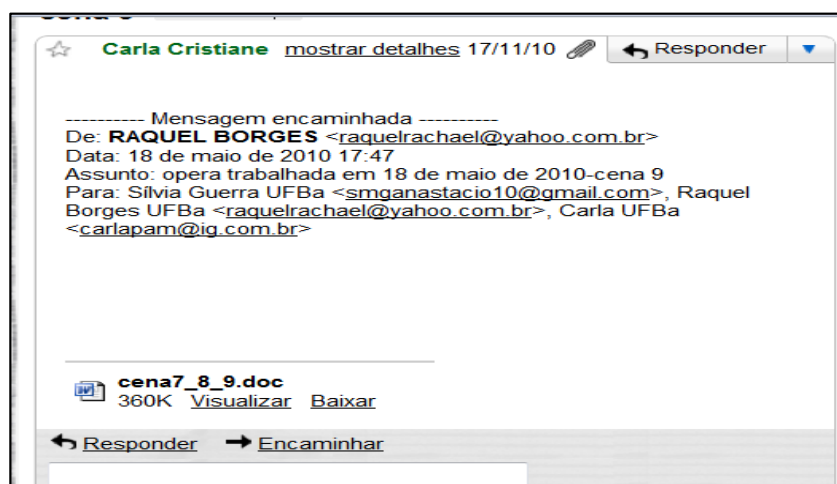 Carla Cristiane mostrar detalhes 17/11/10 Responder
---------- Mensagem encaminhada ----------
De: RAQUEL BORGES <raquelrachael@yahoo.com.br>
Data: 18 de maio de 2010 17:47
Assunto: opera trabalhada em 18 de maio de 2010-cena 9
Para: Sílvia Guerra UFBa <smganastacio10@gmail.com>, Raquel
Borges UFBa <raquelrachael@yahoo.com.br>, Carla UFBa
<carlapam@ig.com.br>
cena7_8_9.doc
360K Visualizar Baixar
Responder Encaminhar